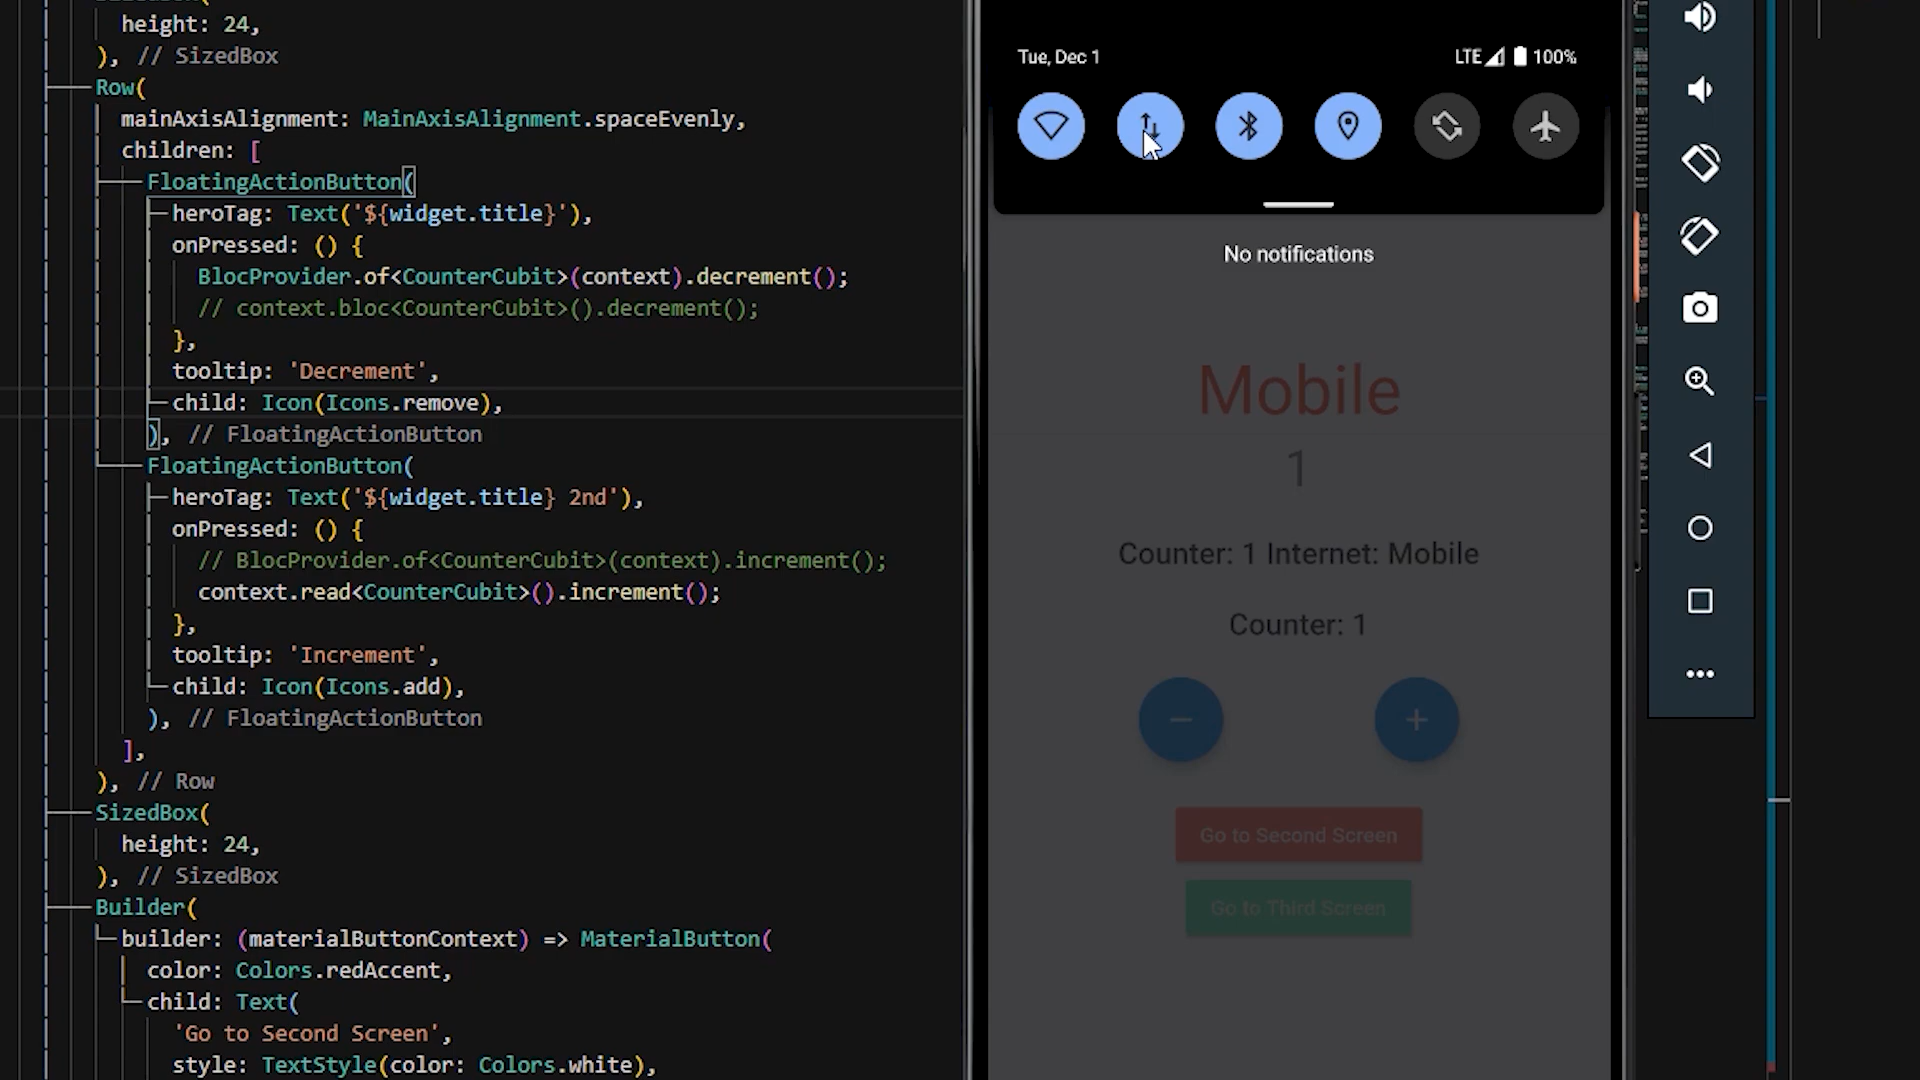 height: 24,
), // SizedBox
Row(
mainAxisAlignment: MainAxisAlignment.spaceEvenly,
children: [
FloatingActionButton(
heroTag: Text('${widget.title}'),
onPressed: () {
BlocProvider.of<CounterCubit>(context).decrement();
// context.bloc<CounterCubit>().decrement();
},
tooltip: 'Decrement',
child: Icon(Icons.remove),
), // FloatingActionButton
FloatingActionButton(
heroTag: Text('${widget.title} 2nd'),
onPressed: () {
// BlocProvider.of<CounterCubit>(context).increment();
context.read<CounterCubit>().increment();
},
tooltip: 'Increment',
child: Icon(Icons.add),
), // FloatingActionButton
],
), // Row
SizedBox(
height: 24,
), // SizedBox
Builder(
builder: (materialButtonContext) => MaterialButton(
color: Colors.redAccent,
child: Text(
'Go to Second Screen',
style: TextStyle(color: Colors.white),
Tue, Dec 1
LTE 100%
No notifications
Mobile
1
Counter: 1 Internet: Mobile
Counter: 1
Go to Second Screen
Go to Third Screen